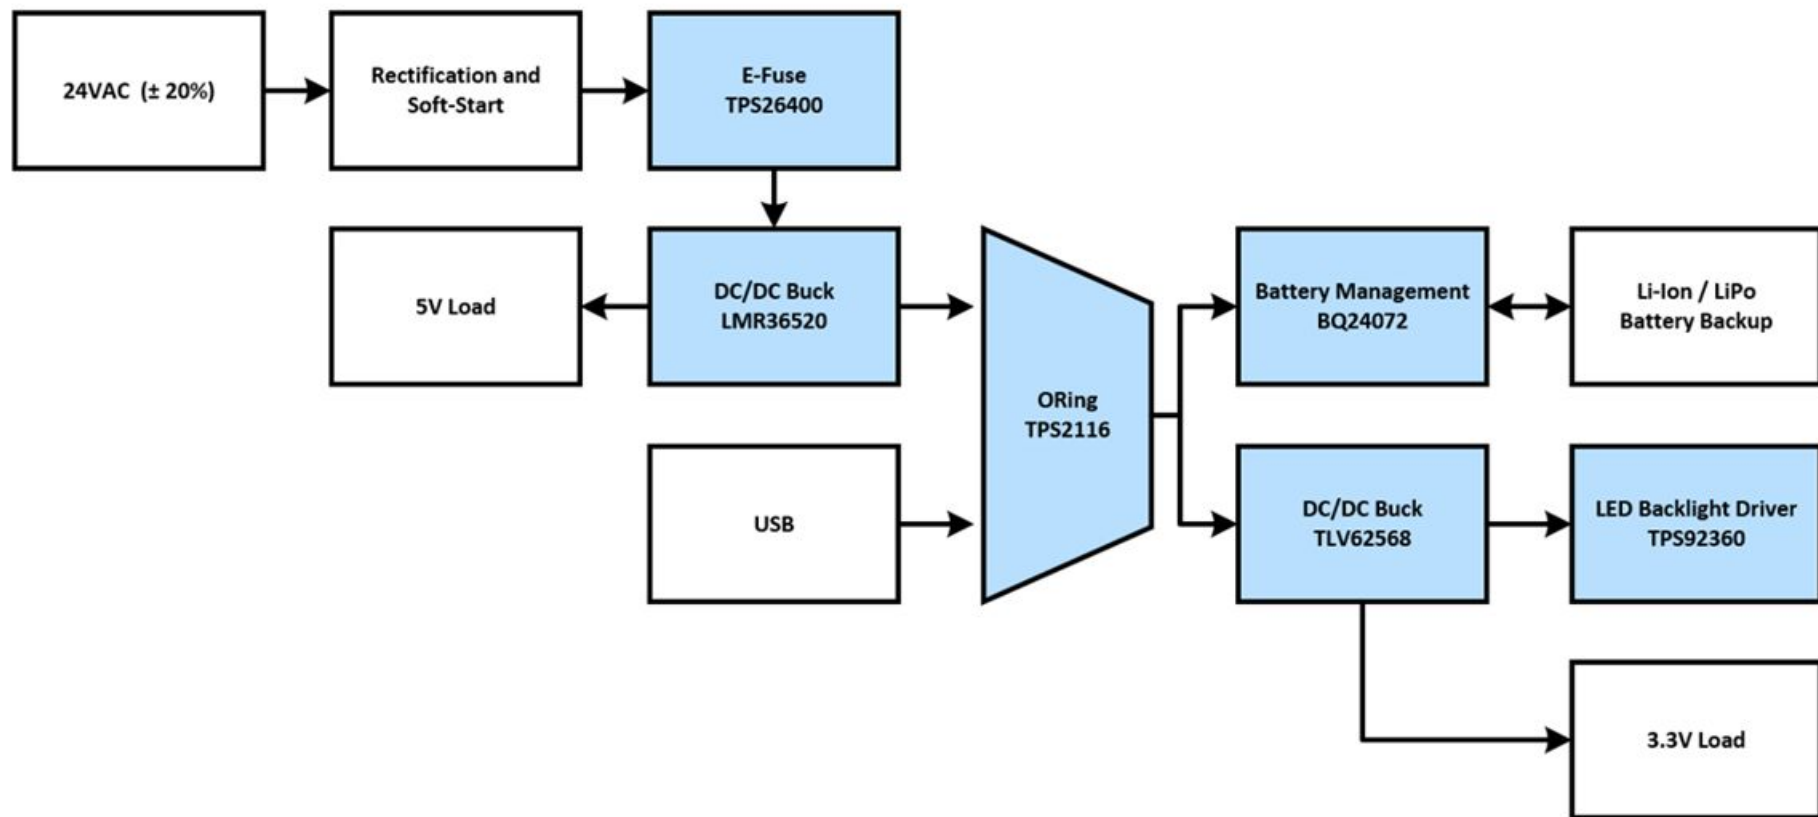 24VAC (± 20%)
Rectification and
Soft-Start
E-Fuse
TPS26400
5V Load
DC/DC Buck
LMR36520
ORing
TPS2116
Battery Management
BQ24072
Li-Ion / LiPo
Battery Backup
USB
DC/DC Buck
TLV62568
LED Backlight Driver
TPS92360
3.3V Load